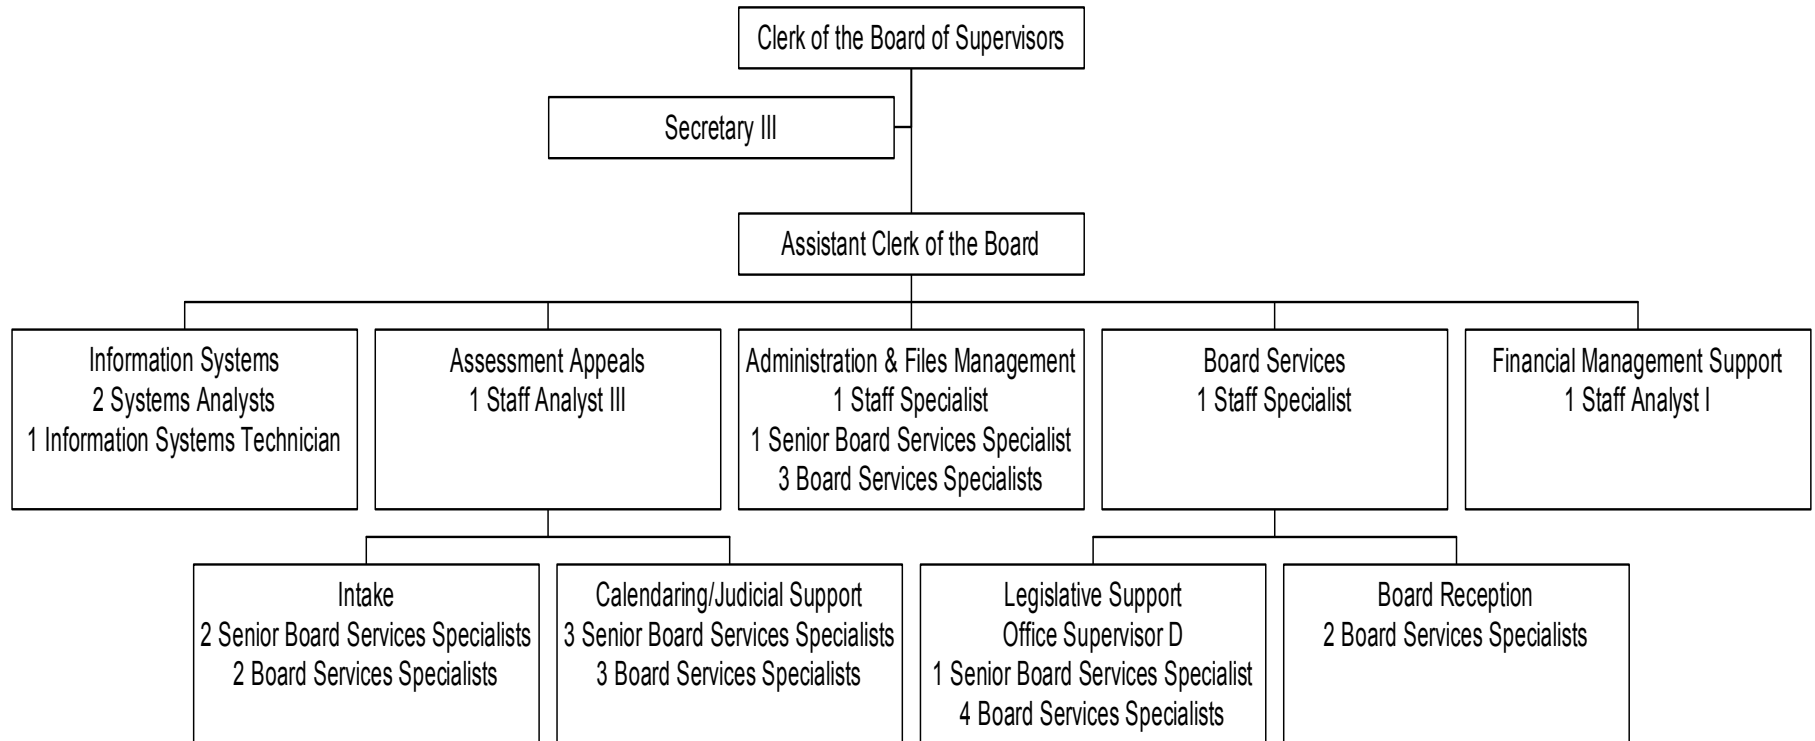 Clerk of the Board of Supervisors
Secretary III
Assistant Clerk of the Board
Information Systems
2 Systems Analysts
1 Information Systems Technician
Assessment Appeals
1 Staff Analyst III
Administration & Files Management
1 Staff Specialist
1 Senior Board Services Specialist
3 Board Services Specialists
Board Services
1 Staff Specialist
Financial Management Support
1 Staff Analyst I
Intake
2 Senior Board Services Specialists
2 Board Services Specialists
Calendaring/Judicial Support
3 Senior Board Services Specialists
3 Board Services Specialists
Legislative Support
Office Supervisor D
1 Senior Board Services Specialist
4 Board Services Specialists
Board Reception
2 Board Services Specialists